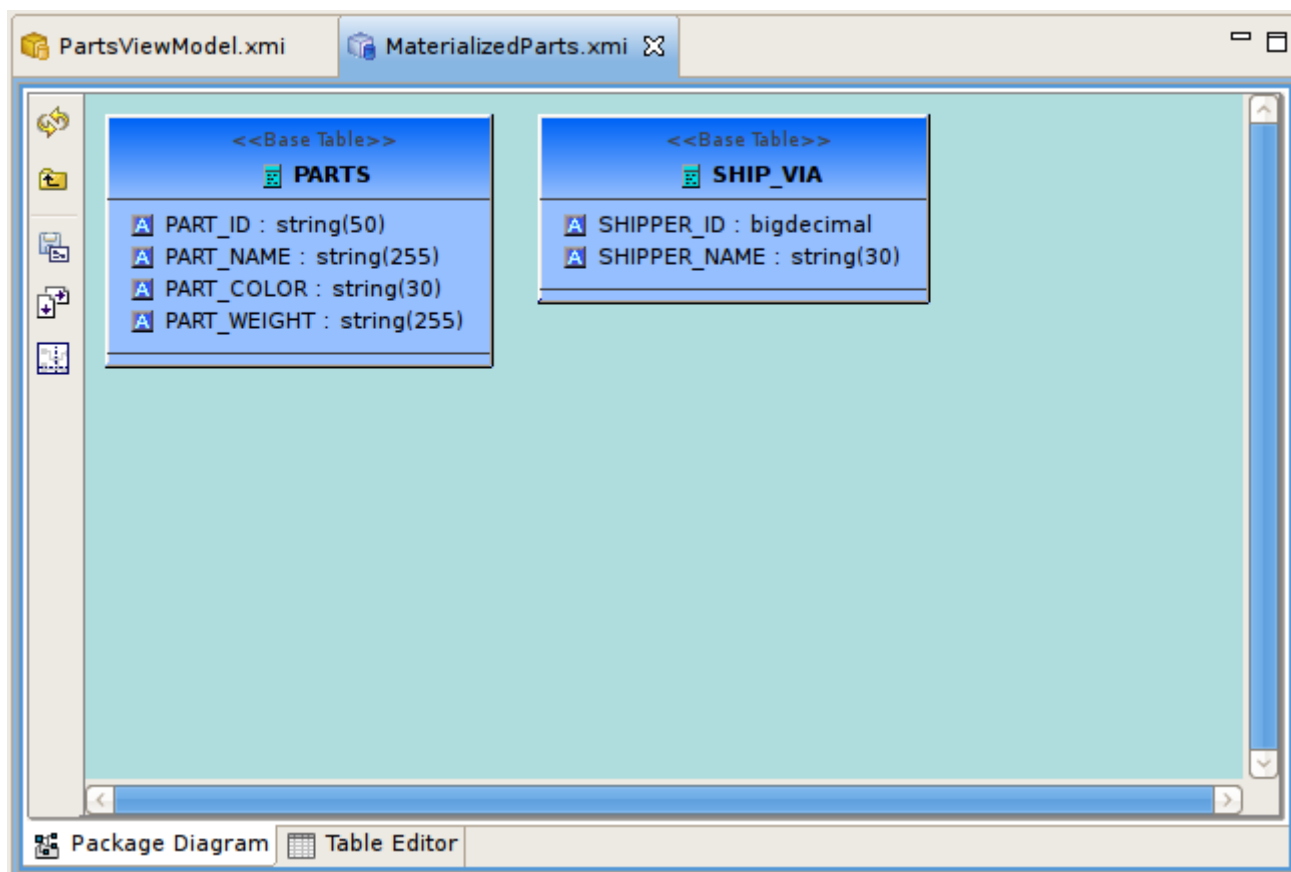 PartsViewModel.xmi
MaterializedParts.xmi
<<Base Table>>
PARTS
PART_ID : string(50)
PART_NAME : string(255)
PART_COLOR : string(30)
PART_WEIGHT : string(255)
<<Base Table>>
SHIP_VIA
SHIPPER_ID : bigdecimal
SHIPPER_NAME : string(30)
Package Diagram
Table Editor